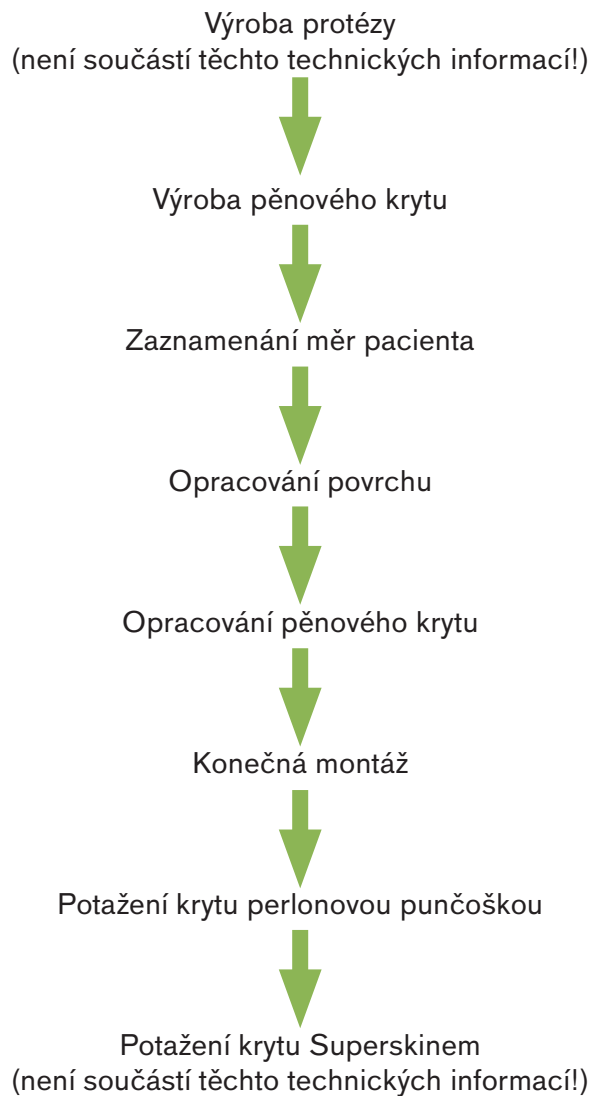 Výroba protézy
(není součástí těchto technických informací!)
Výroba pěnového krytu
Zaznamenání měr pacienta
Opracování povrchu
Opracování pěnového krytu
Konečná montáž
Potažení krytu perlonovou punčoškou
Potažení krytu Superskinem
(není součástí těchto technických informací!)